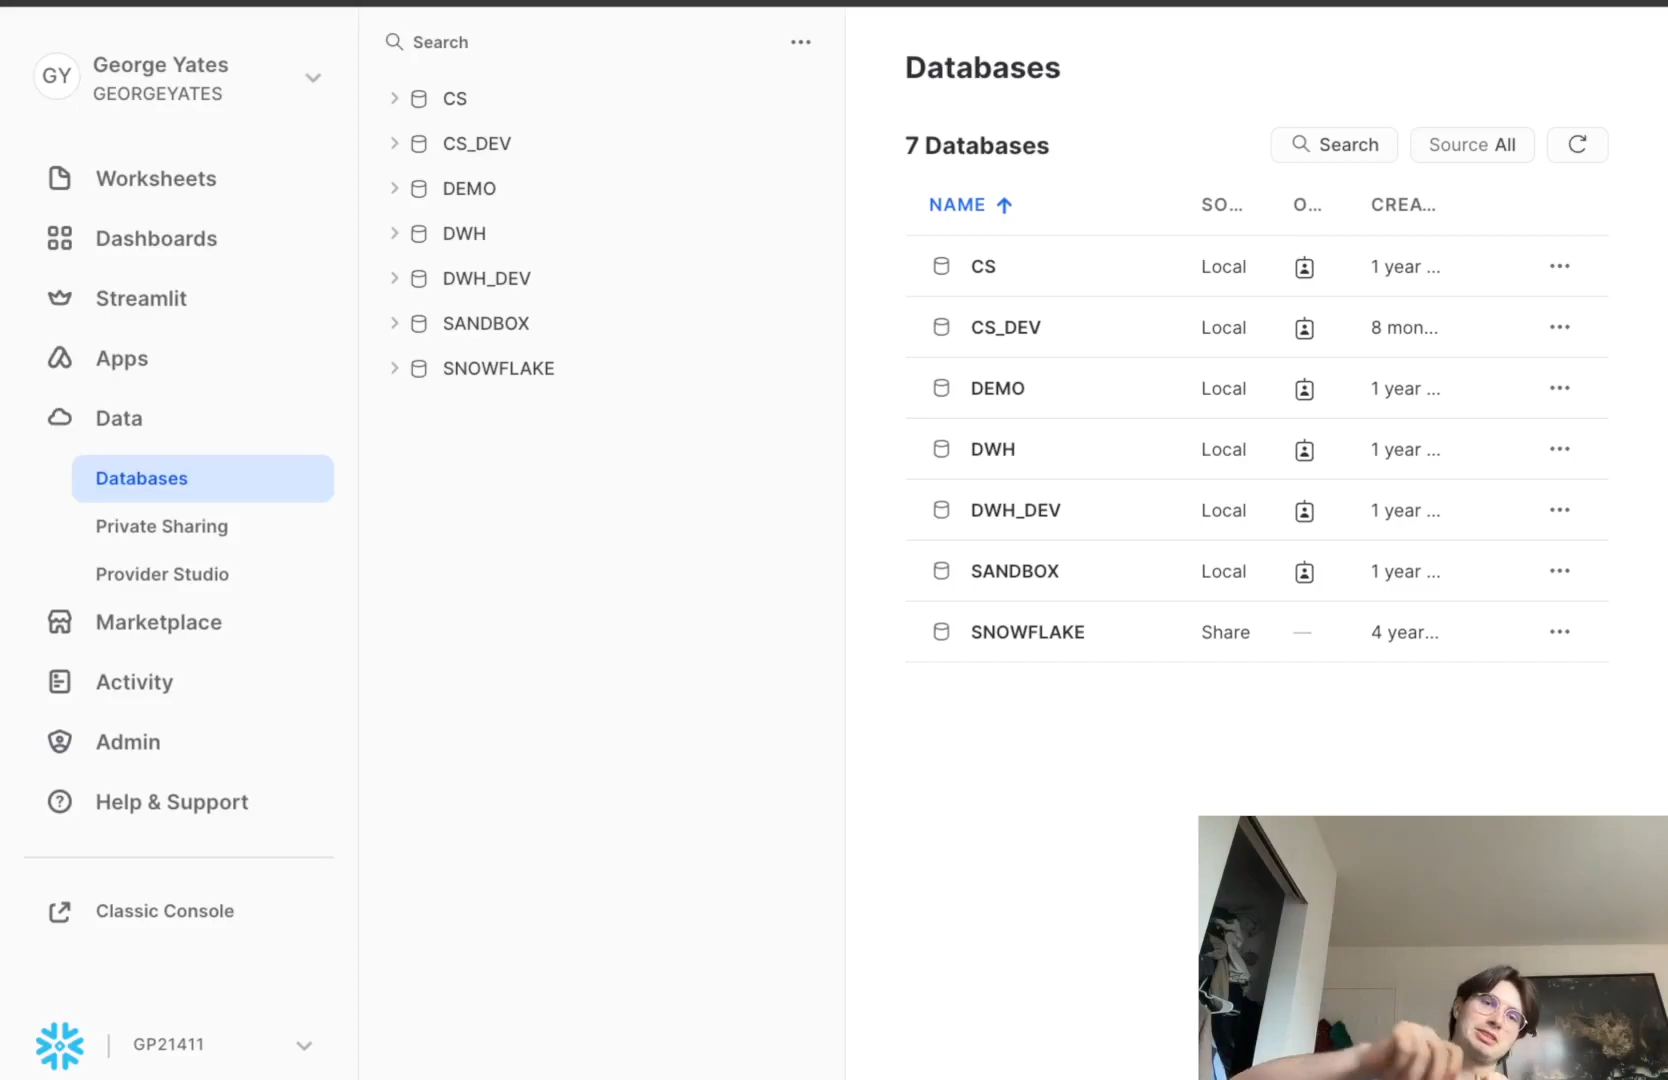 GY
George Yates
GEORGEYATES
Worksheets
Dashboards
Streamlit
Apps
Data
Databases
Private Sharing
Provider Studio
Marketplace
Activity
Admin
? Help & Support
Classic Console
GP21411
Search
CS
CS_DEV
DEMO
DWH
DWH_DEV
SANDBOX
SNOWFLAKE
Databases
7 Databases
Search
Source All
NAME SO... O... CREA...
CS Local 1 year ...
CS_DEV Local 8 mon...
DEMO Local 1 year ...
DWH Local 1 year ...
DWH_DEV Local 1 year ...
SANDBOX Local 1 year ...
SNOWFLAKE Share — 4 year...